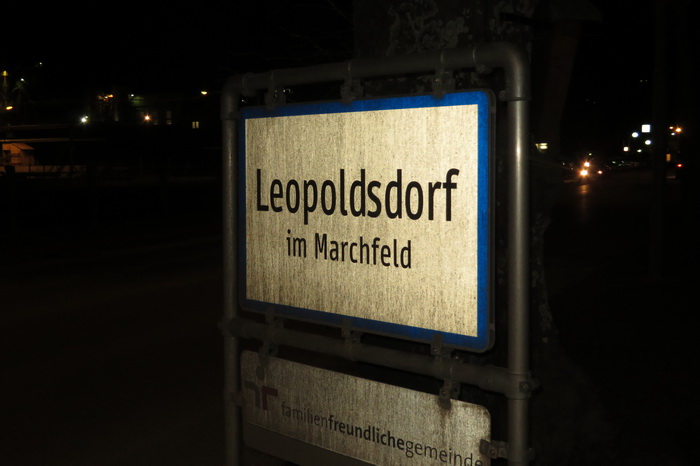 Leopoldsdorf
im Marchfeld
familienfreundlichegemeinde